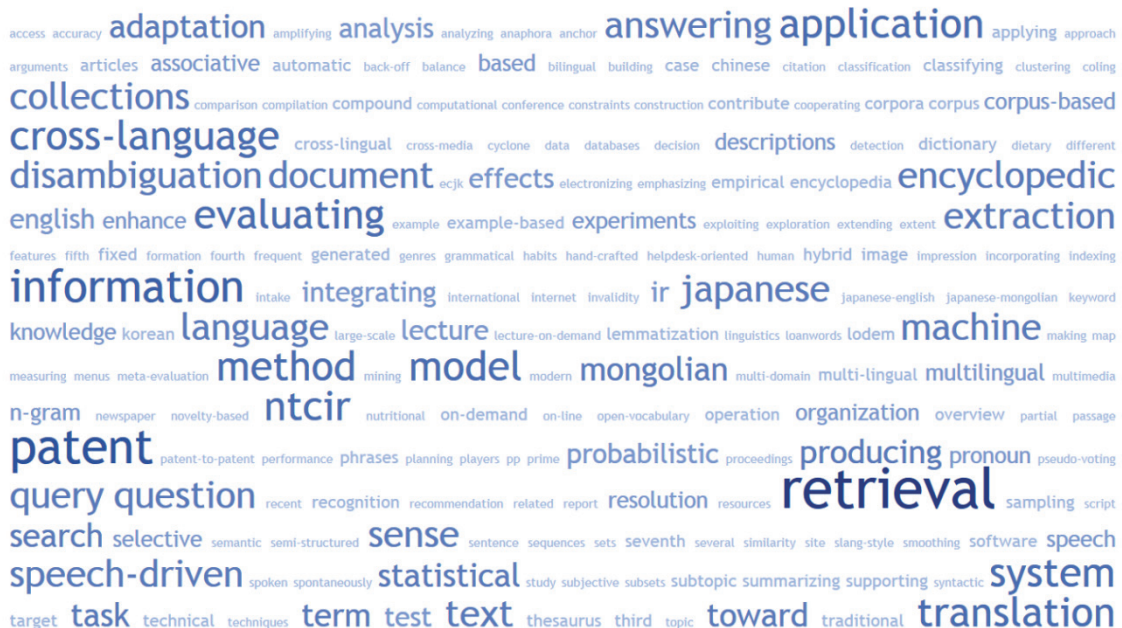 access accuracy adaptation amplifying analysis analyzing anaphora anchor answering application applying approach
arguments articles associative automatic back-off balance based bilingual building case chinese citation classification classifying clustering coling
collections comparison compilation compound computational conference constraints construction contribute cooperating corpora corpus corpus-based
cross-language cross-lingual cross-media cyclone data databases decision descriptions detection dictionary dietary different
disambiguation document ecjk effects electronizing emphasizing empirical encyclopedia encyclopedic
english enhance evaluating example example-based experiments exploiting exploration extending extent extraction
features fifth fixed formation fourth frequent generated genres grammatical habits hand-crafted helpdesk-oriented human hybrid image impression incorporating indexing
information intake integrating international internet invalidity ir japanese japanese-english japanese-mongolian keyword
knowledge korean language large-scale lecture lecture-on-demand lemmatization linguistics loanwords lodem machine making map
measuring menus meta-evaluation method mining model modern mongolian multi-domain multi-lingual multilingual multimedia
n-gram newspaper novelty-based ntcir nutritional on-demand on-line open-vocabulary operation organization overview partial passage
patent patent-to-patent performance phrases planning players pp prime probabilistic proceedings producing pronoun pseudo-voting
query question recent recognition recommendation related report resolution resources retrieval sampling script
search selective semantic semi-structured sense sentence sequences sets seventh several similarity site slang-style smoothing software speech
speech-driven spoken spontaneously statistical study subjective subsets subtopic summarizing supporting syntactic system
target task technical techniques term test text thesaurus third topic toward traditional translation